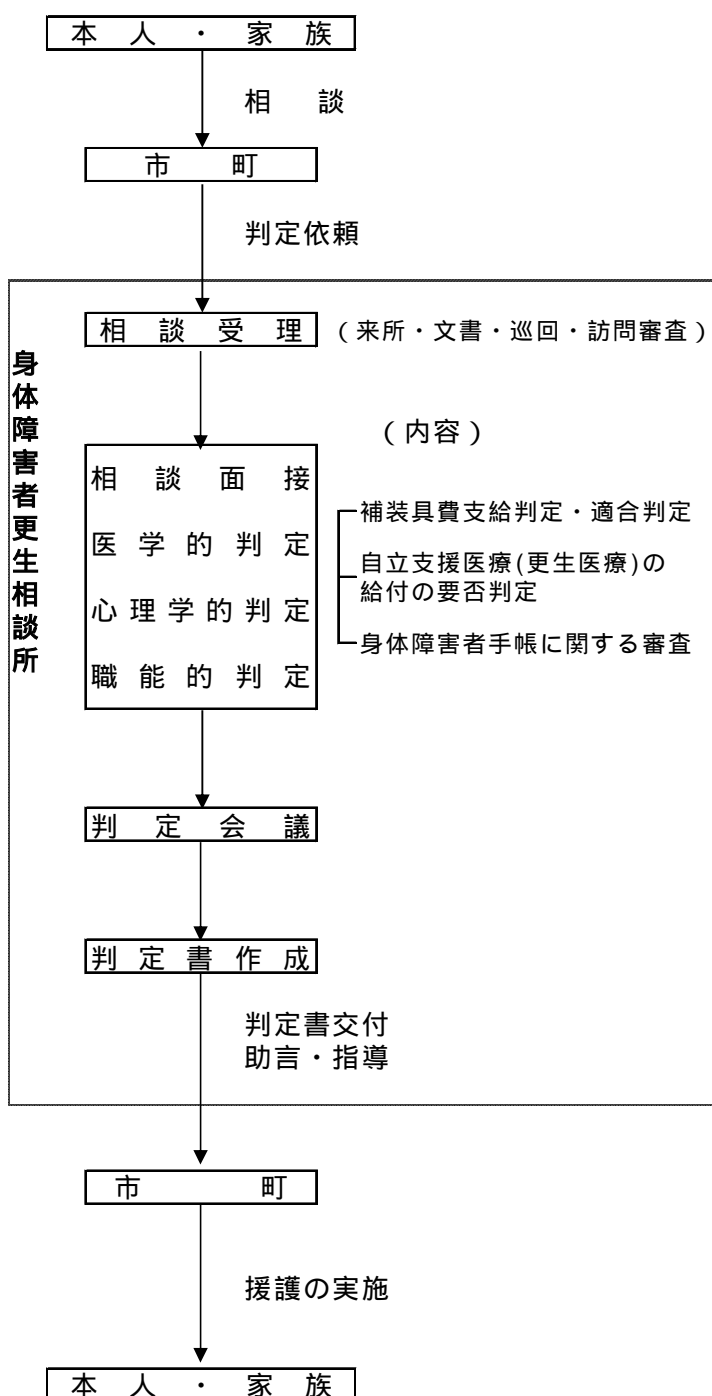 本人・家族
相談
市町
判定依頼
相談受理 (来所・文書・巡回・訪問審査)
身体障害者更生相談所
(内容)
相談面接
医学的判定
心理学的判定
職能的判定
補装具費支給判定・適合判定
自立支援医療(更生医療)の
給付の要否判定
身体障害者手帳に関する審査
判定会議
判定書作成
判定書交付
助言・指導
市町
援護の実施
本人・家族